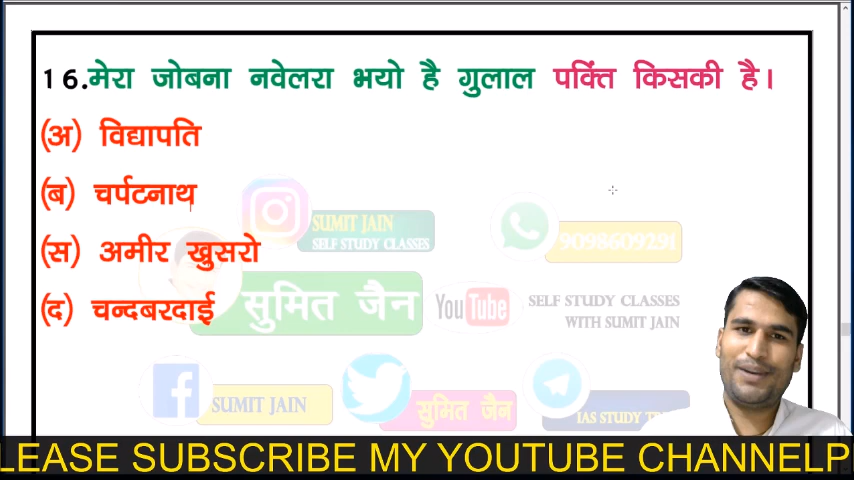 16.मेरा जोबना नवेलरा भयो है गुलाल पक्तिं किसकी है।
(अ) विद्यापति
(ब) चर्पटनाथ
(स) अमीर खुसरो
(द) चन्दबरदाई
SUMIT JAIN
SELF STUDY CLASSES
9098609291
सुमित जैन
YouTube
SELF STUDY CLASSES
WITH SUMIT JAIN
SUMIT JAIN
सुमित जैन
IAS STUDY
LEASE SUBSCRIBE MY YOUTUBE CHANNELP